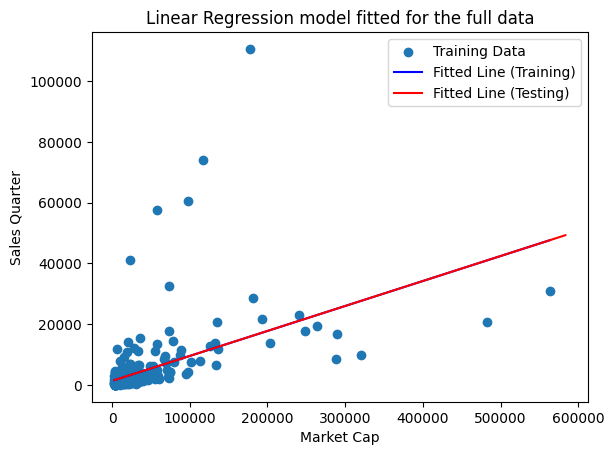 Linear Regression model fitted for the full data
Training Data
Fitted Line (Training)
Fitted Line (Testing)
100000
80000
60000
40000
20000
0
Sales Quarter
0 100000 200000 300000 400000 500000 600000
Market Cap